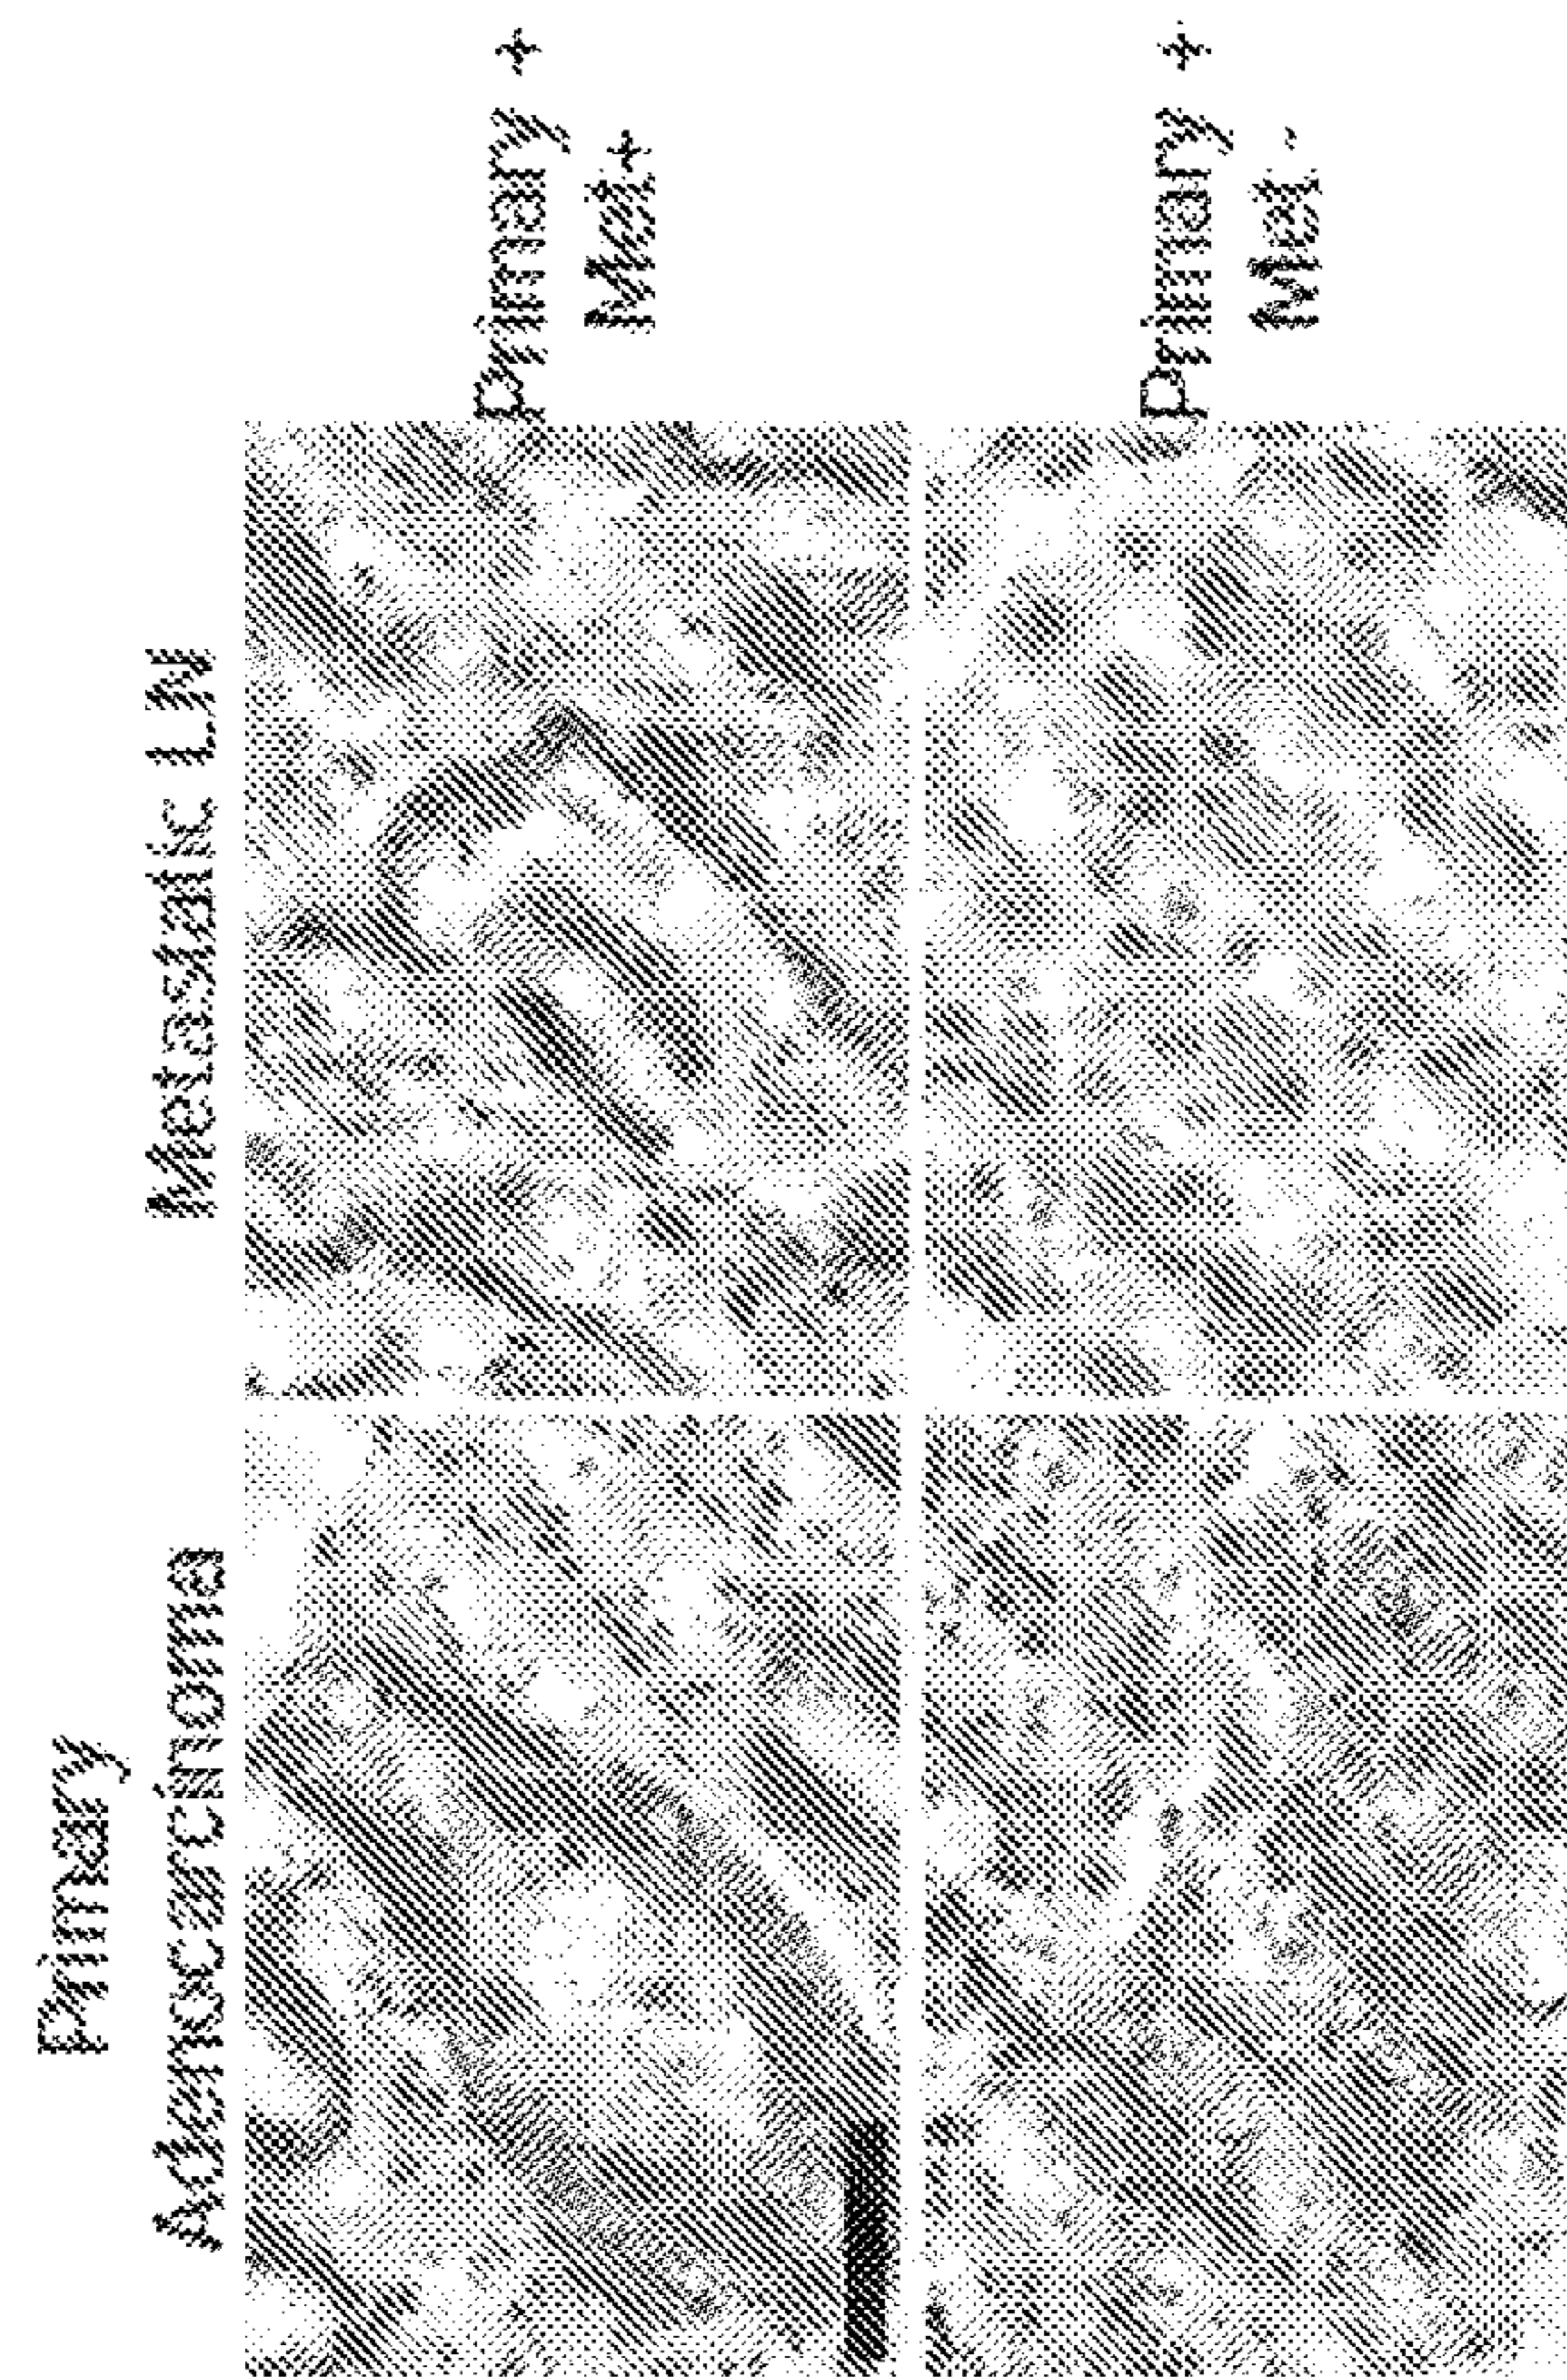 Primary
Adenocarcinoma
Metastatic LN
Primary +
Met+
Primary +
Met -